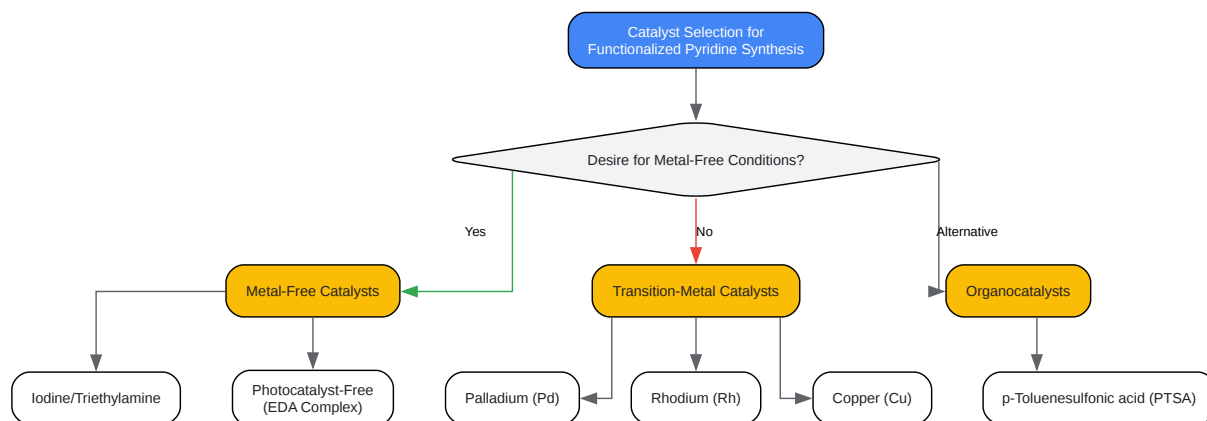 Catalyst Selection for
Functionalized Pyridine Synthesis
Desire for Metal-Free Conditions?
Yes
No
Alternative
Metal-Free Catalysts
Transition-Metal Catalysts
Organocatalysts
Iodine/Triethylamine
Photocatalyst-Free
(EDA Complex)
Palladium (Pd)
Rhodium (Rh)
Copper (Cu)
p-Toluenesulfonic acid (PTSA)